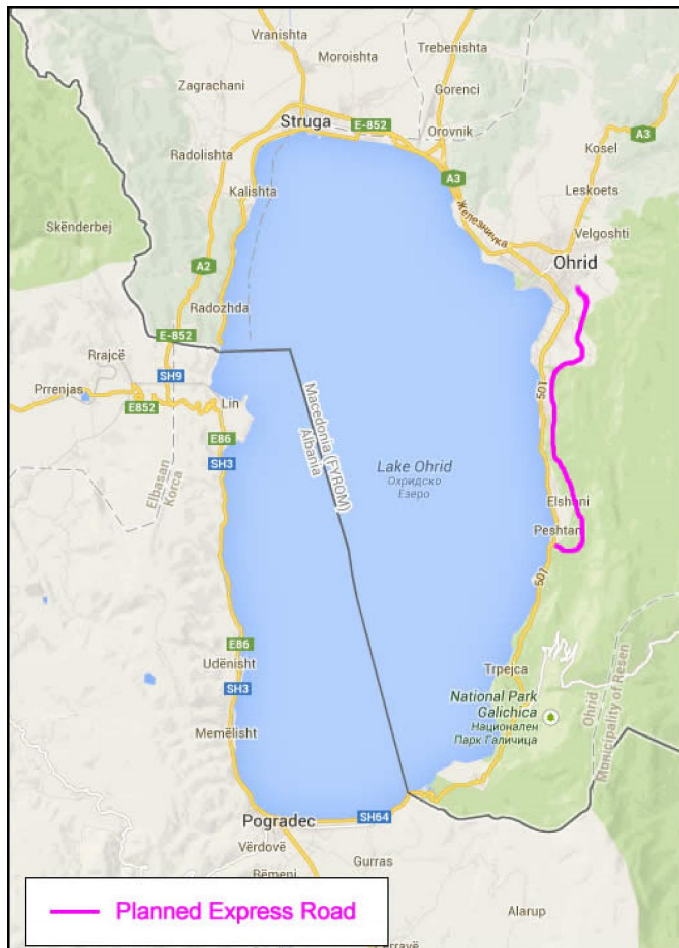 Vranishta
Trebenishta
Moroishta
Zagrachani
Gorenci
Struga
E-852
A3
Orovnik
Kosel
Radolishta
A3
Kalishta
Leskoets
Железничка
Velgoshti
Skënderbej
Ohrid
A2
Radozhda
E-852
Rrajcë
SH9
Prrenjas
E852
Lin
501
Macedonia (FYROM)
Albania
E86
SH3
Lake Ohrid
Охридско
Езеро
Elbasan
Korca
Elshani
Peshtan
501
E86
Udënisht
SH3
Trpejca
National Park
Galichica
Национален
Парк Галичица
Ohrid
Municipality of Resen
Memëlisht
Pogradec
SH64
Vërdovë
Gurras
Rëmenj
Planned Express Road
Alarup